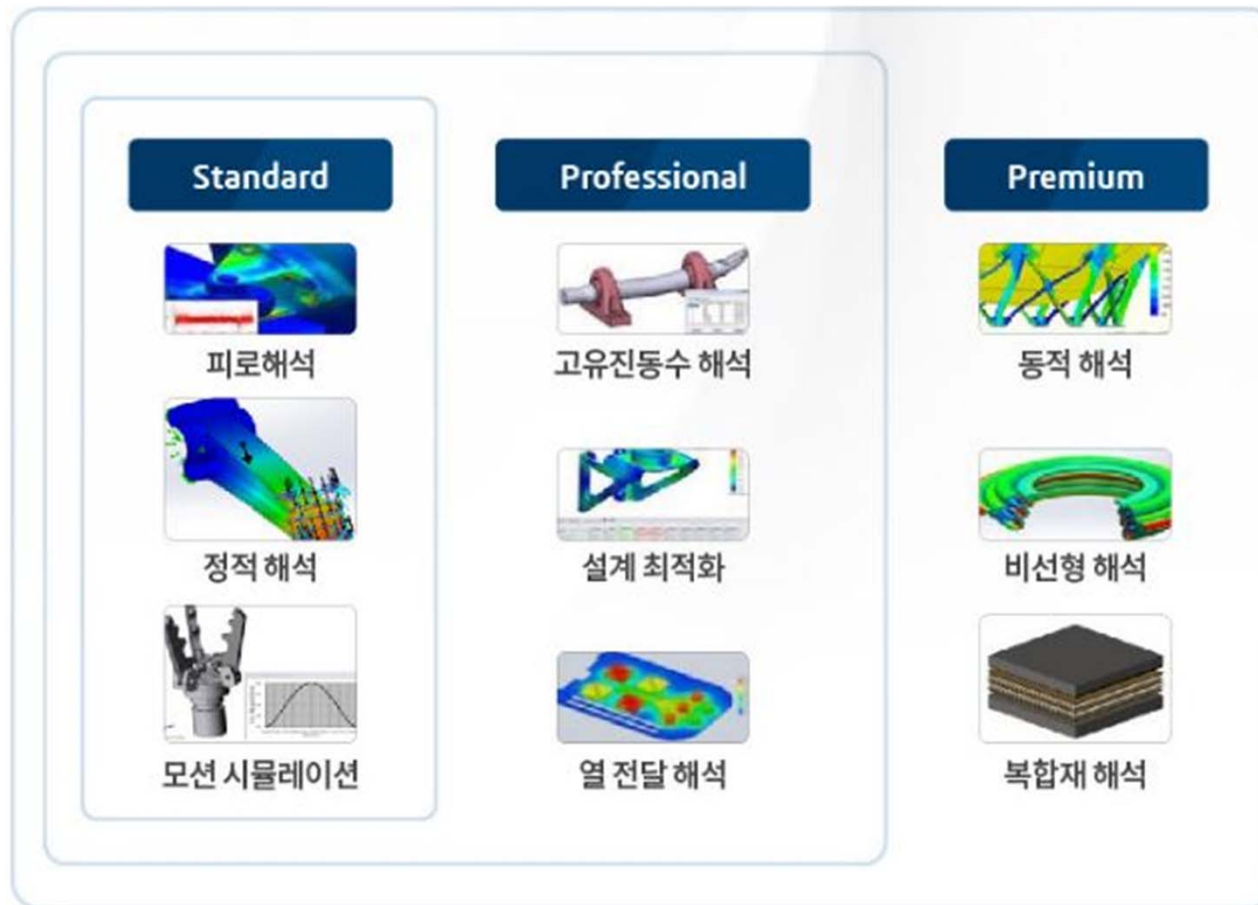 Standard
피로해석
정적 해석
모션 시뮬레이션
Professional
고유진동수 해석
설계 최적화
열 전달 해석
Premium
동적 해석
비선형 해석
복합재 해석